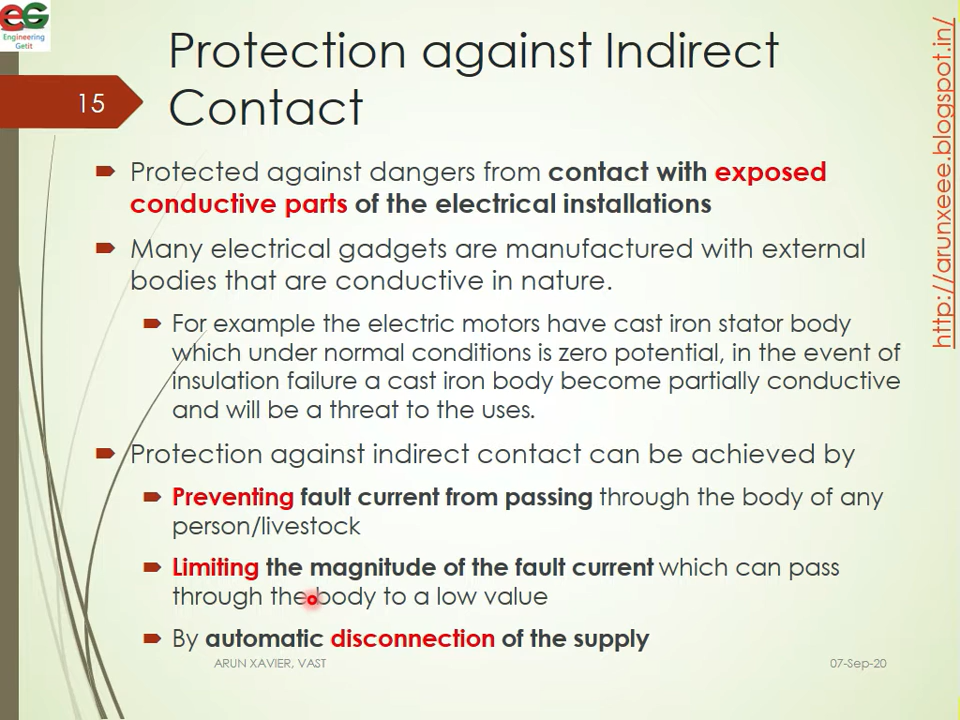 EG
Engineering
Getit
Protection against Indirect
Contact
15
http://arunxeee.blogspot.in/
Protected against dangers from contact with exposed
conductive parts of the electrical installations
Many electrical gadgets are manufactured with external
bodies that are conductive in nature.
For example the electric motors have cast iron stator body
which under normal conditions is zero potential, in the event of
insulation failure a cast iron body become partially conductive
and will be a threat to the uses.
Protection against indirect contact can be achieved by
Preventing fault current from passing through the body of any
person/livestock
Limiting the magnitude of the fault current which can pass
through the body to a low value
By automatic disconnection of the supply
ARUN XAVIER, VAST
07-Sep-20